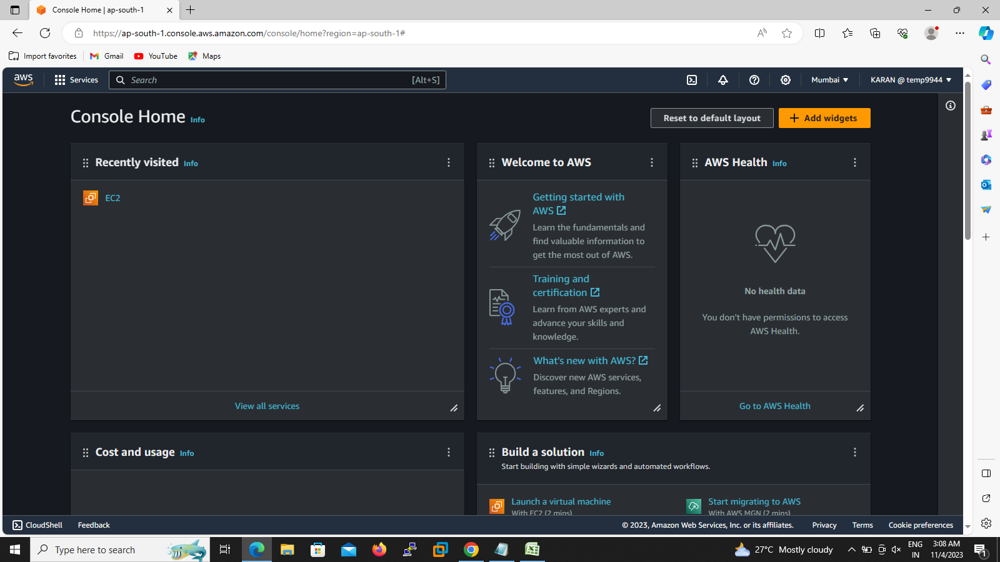 Console Home | ap-south-1
https://ap-south-1.console.aws.amazon.com/console/home?region=ap-south-1#
Import favorites
Gmail
YouTube
Maps
aws
Services
Search
[Alt+S]
Mumbai
KARAN @ temp9944
Console Home Info
Reset to default layout
Add widgets
Recently visited Info
EC2
View all services
Welcome to AWS
Getting started with
AWS
Learn the fundamentals and
find valuable information to
get the most out of AWS.
Training and
certification
Learn from AWS experts and
advance your skills and
knowledge.
What's new with AWS?
Discover new AWS services,
features, and Regions.
AWS Health Info
No health data
You don't have permissions to access
AWS Health.
Go to AWS Health
Cost and usage Info
Build a solution Info
Start building with simple wizards and automated workflows.
Launch a virtual machine
With EC2 (2 mins)
Start migrating to AWS
With AWS MGN (2 mins)
CloudShell
Feedback
© 2023, Amazon Web Services, Inc. or its affiliates.
Privacy
Terms
Cookie preferences
Type here to search
27°C Mostly cloudy
ENG
IN
3:08 AM
11/4/2023
1